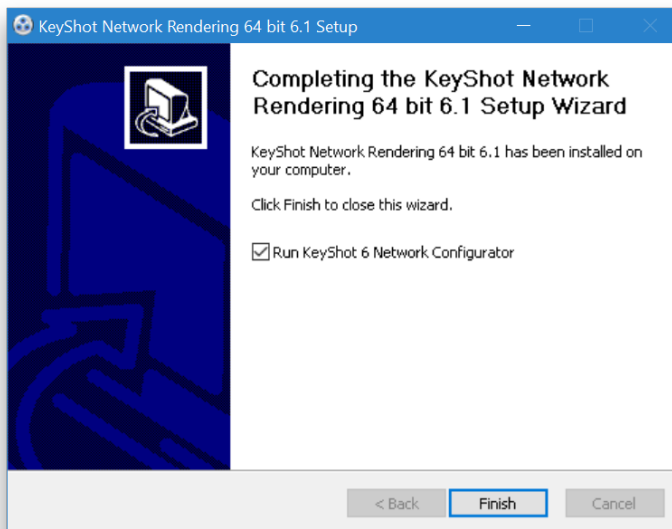 KeyShot Network Rendering 64 bit 6.1 Setup
Completing the KeyShot Network
Rendering 64 bit 6.1 Setup Wizard
KeyShot Network Rendering 64 bit 6.1 has been installed on
your computer.
Click Finish to close this wizard.
Run KeyShot 6 Network Configurator
< Back
Finish
Cancel